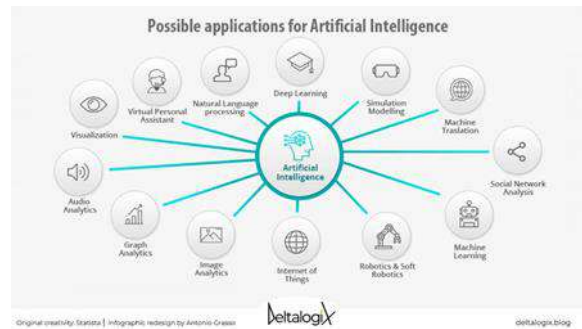 Possible applications for Artificial Intelligence
Deep Learning
Natural Language
processing
Simulation
Modelling
Virtual Personal
Assistant
Machine
Traslation
Visualization
Artificial
Intelligence
Social Network
Analysis
Audio
Analytics
Graph
Analytics
Machine
Learning
Image
Analytics
Internet of
Things
Robotics & Soft
Robotics
Original creativity: Statista | Infographic redesign by Antonio Grasso
DeltalogiX
deltalogix.blog